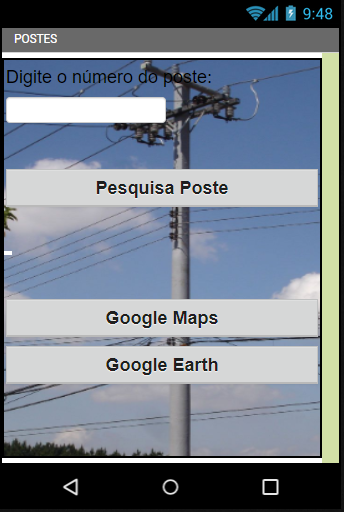 9:48
POSTES
Digite o número do poste:
Pesquisa Poste
Google Maps
Google Earth